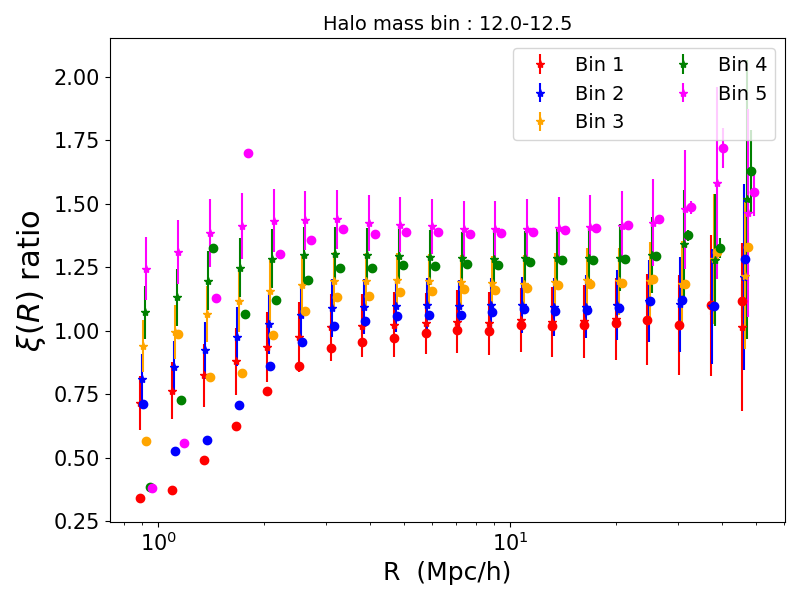 Halo mass bin : 12.0-12.5
ξ(R) ratio
2.00
1.75
1.50
1.25
1.00
0.75
0.50
0.25
Bin 1
Bin 2
Bin 3
Bin 4
Bin 5
10⁰
10¹
R (Mpc/h)